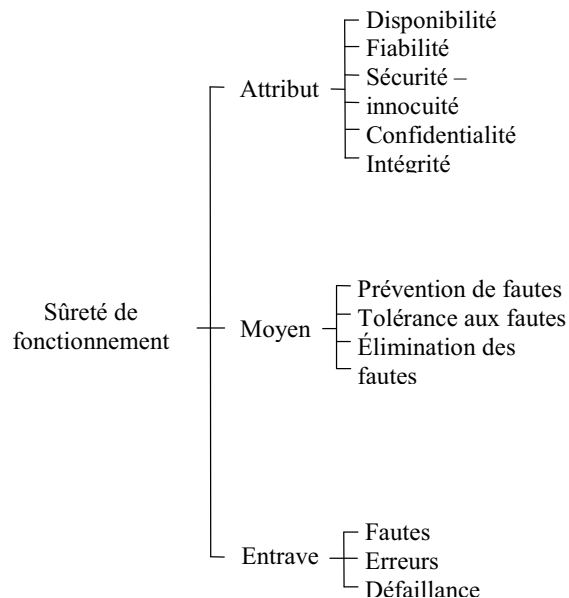 Disponibilité
Fiabilité
Sécurité –
innocuité
Confidentialité
Intégrité
Attribut
Prévention de fautes
Tolérance aux fautes
Élimination des
fautes
Moyen
Sûreté de
fonctionnement
Fautes
Erreurs
Défaillance
Entrave